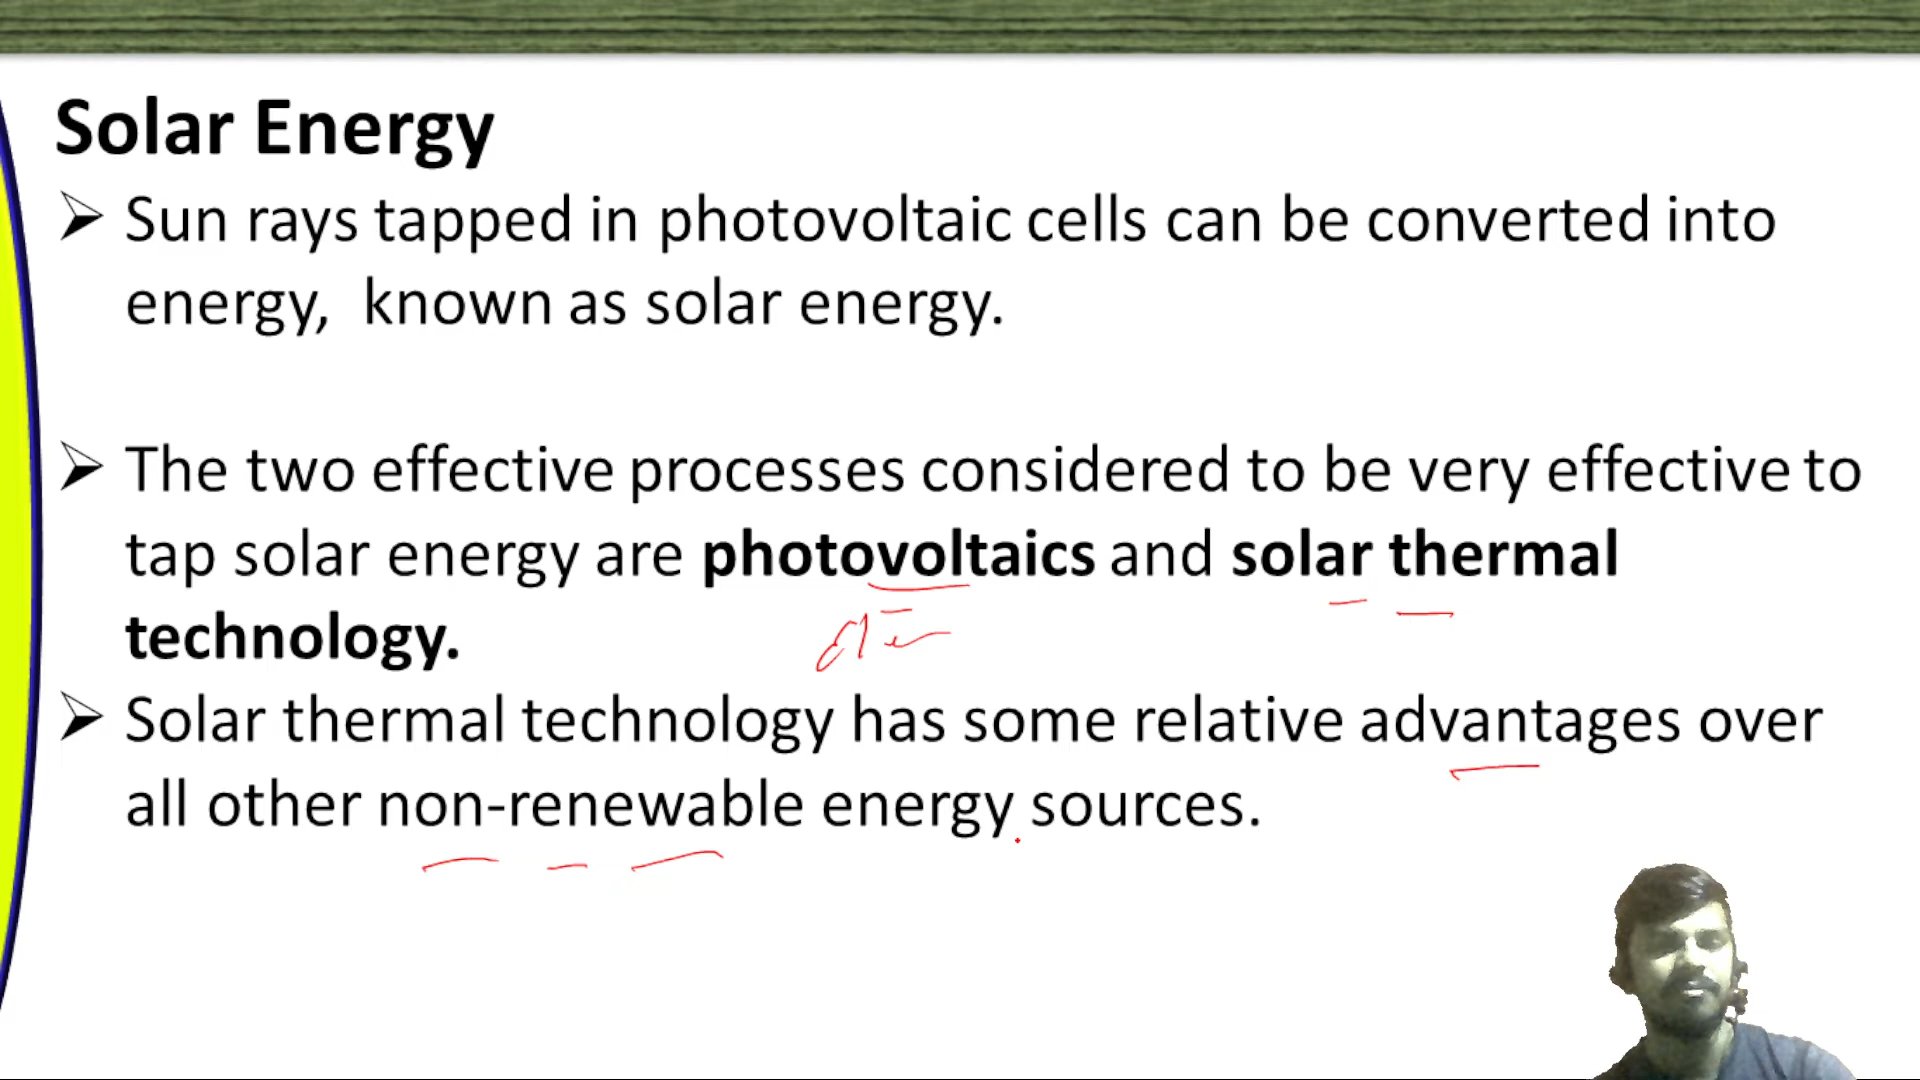 Solar Energy
➢ Sun rays tapped in photovoltaic cells can be converted into
energy, known as solar energy.
➢ The two effective processes considered to be very effective to
tap solar energy are photovoltaics and solar thermal
technology.
➢ Solar thermal technology has some relative advantages over
all other non-renewable energy sources.